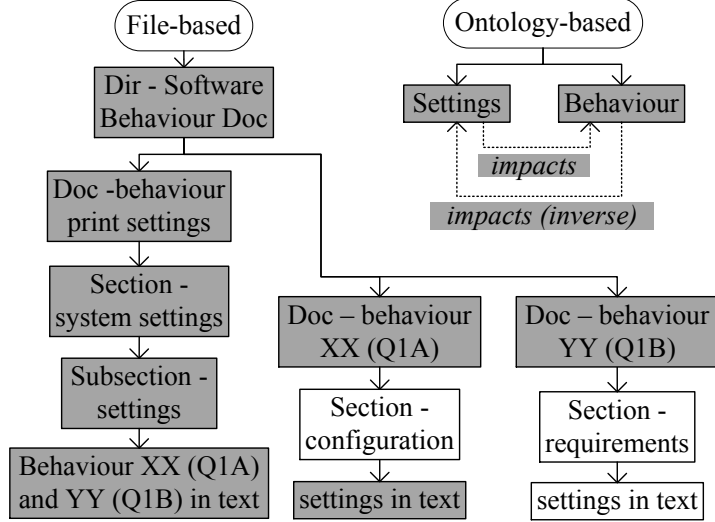 File-based
Dir - Software
Behaviour Doc
Doc -behaviour
print settings
Section -
system settings
Subsection -
settings
Behaviour XX (Q1A)
and YY (Q1B) in text
Doc – behaviour
XX (Q1A)
Section -
configuration
settings in text
Doc – behaviour
YY (Q1B)
Section -
requirements
settings in text
Ontology-based
Settings
Behaviour
impacts
impacts (inverse)